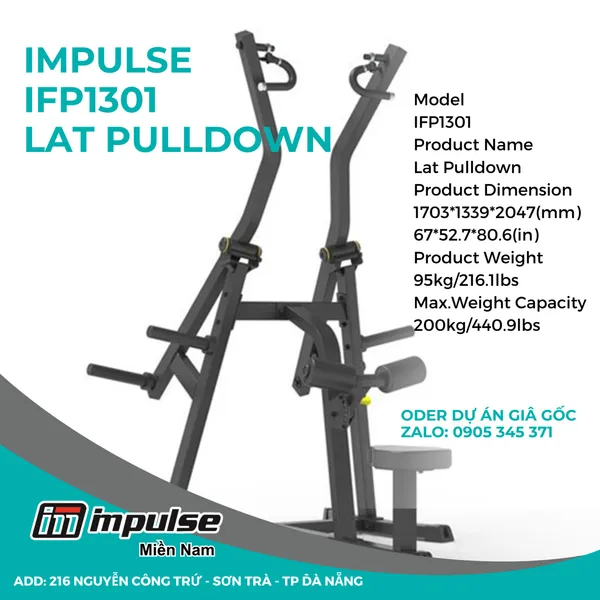 IMPULSE
IFP1301
LAT PULLDOWN
Model
IFP1301
Product Name
Lat Pulldown
Product Dimension
1703*1339*2047(mm)
67*52.7*80.6(in)
Product Weight
95kg/216.1lbs
Max.Weight Capacity
200kg/440.9lbs
ODER DỰ ÁN GIÂ GỐC
ZALO: 0905 345 371
impulse
Miền Nam
ADD: 216 NGUYỄN CÔNG TRỨ - SƠN TRÀ - TP ĐÀ NẴNG